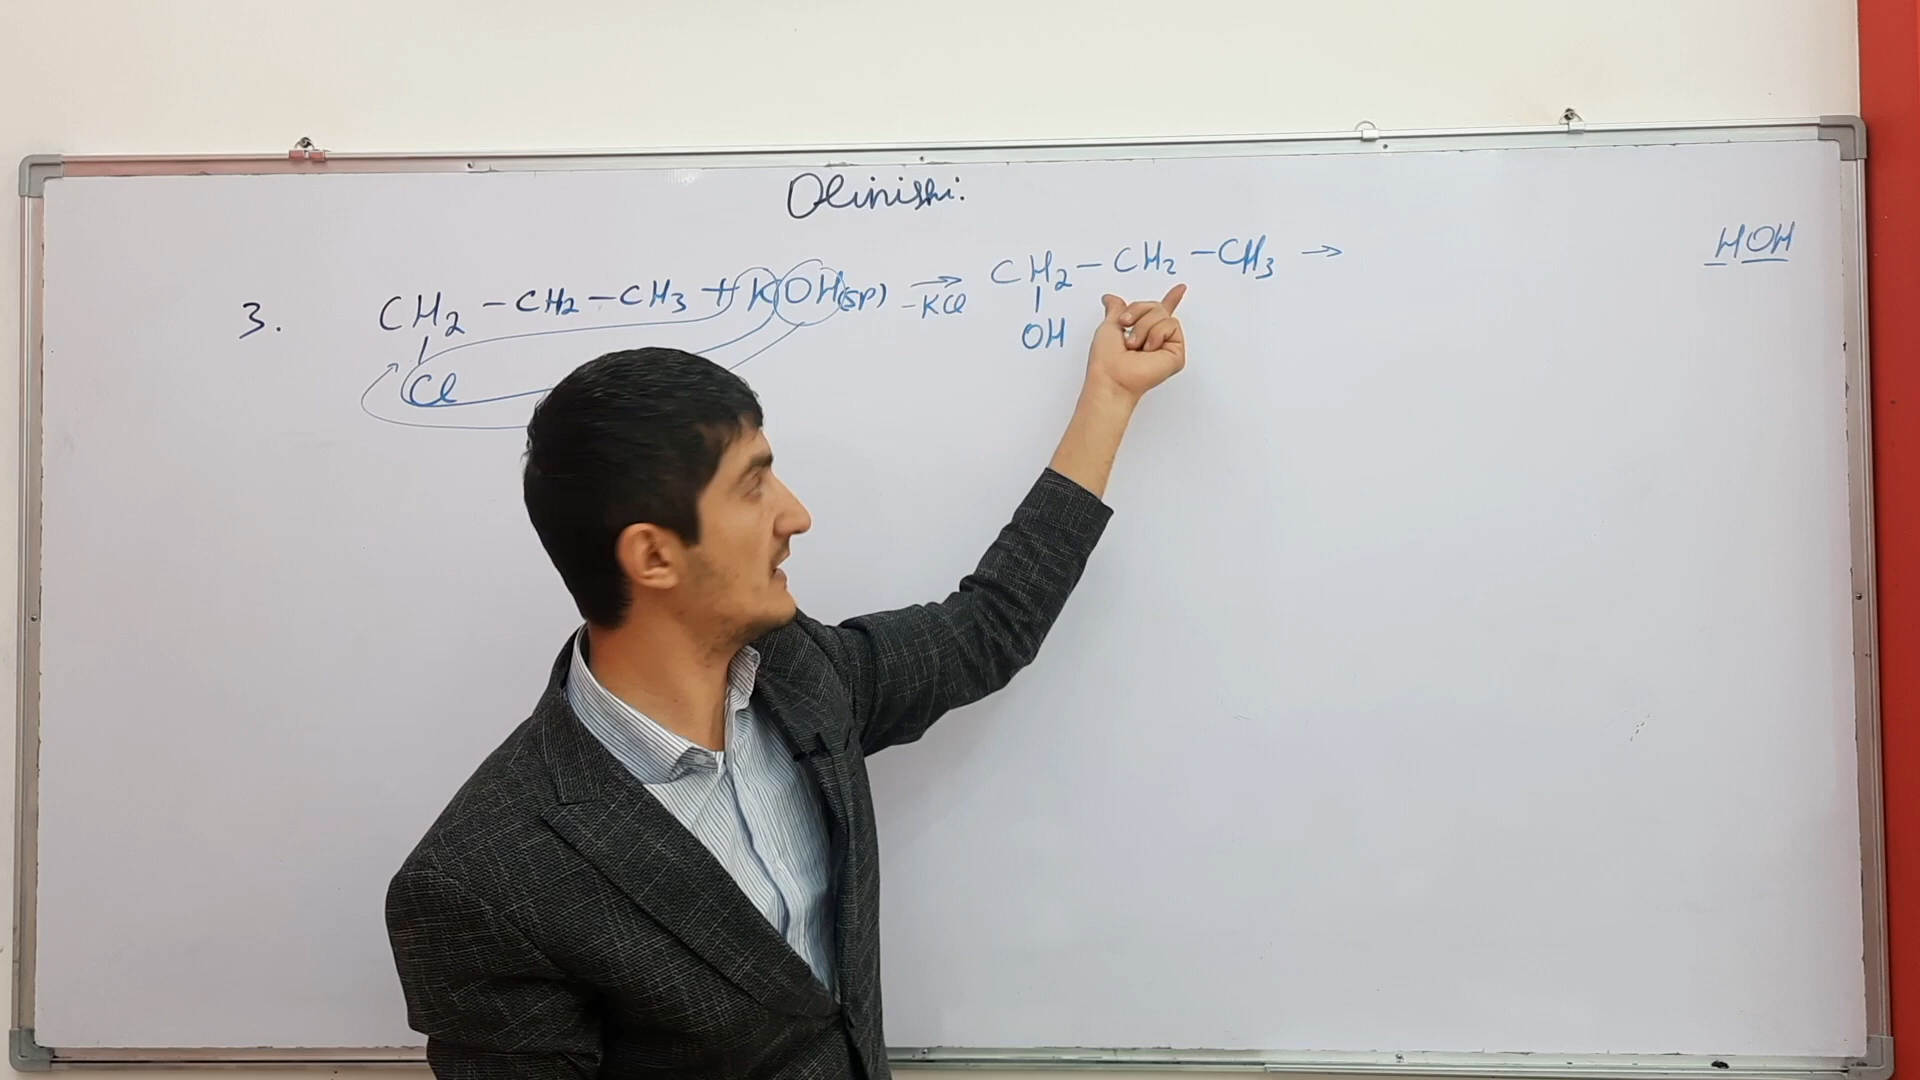 Olinishi:
3. CH₂ – CH₂ – CH₃ + KOH(sp) → CH₂ – CH₂ – CH₃ →
–KCl
Cl
OH
HOH